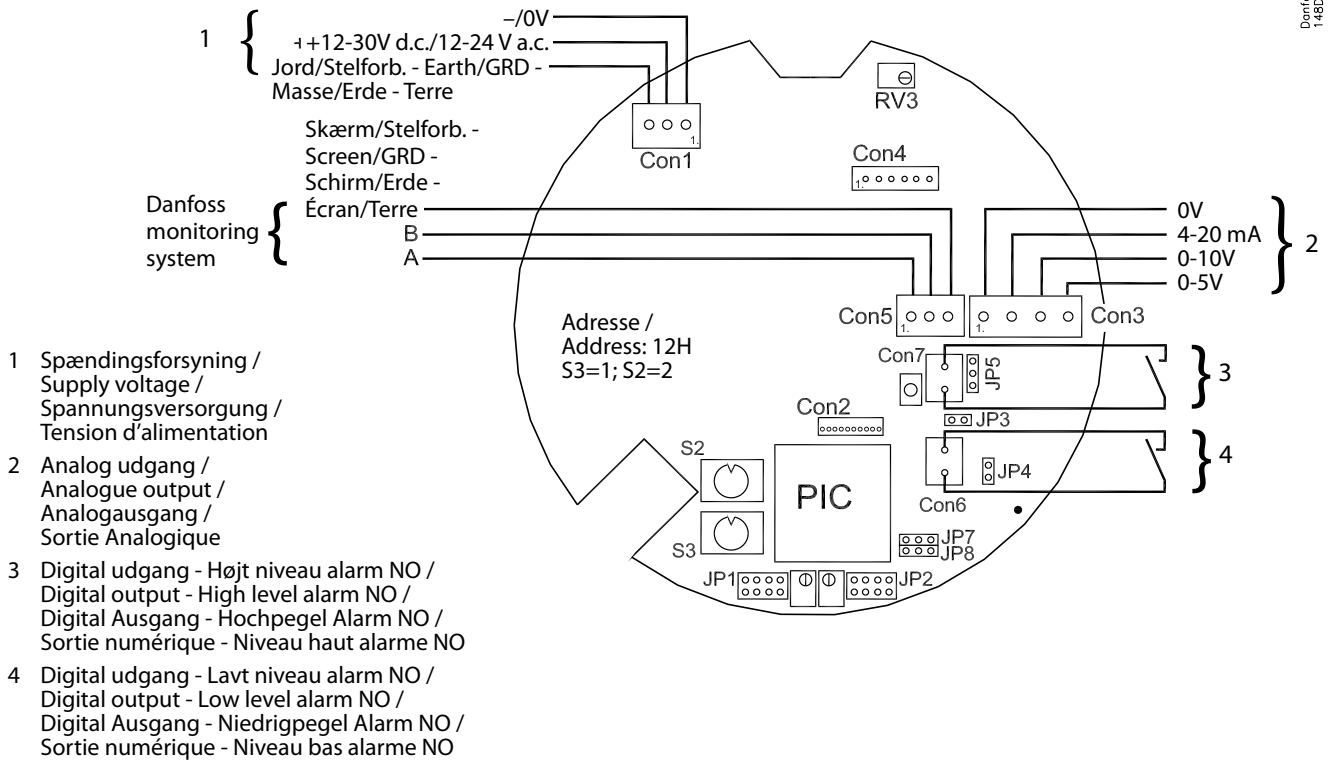 1
–/0V
++12-30V d.c./12-24 V a.c.
Jord/Stelforb. - Earth/GRD -
Masse/Erde - Terre
Skærm/Stelforb. -
Screen/GRD -
Schirm/Erde -
Écran/Terre
Danfoss
monitoring
system
B
A
RV3
1.
Con1
Con4
1.
0V
4-20 mA
0-10V
0-5V
2
Con5
1.
1.
Con3
Adresse /
Address: 12H
S3=1; S2=2
Con7
JP5
3
Con2
JP3
S2
JP4
4
PIC
Con6
S3
JP7
JP8
JP1
JP2
1 Spændingsforsyning /
Supply voltage /
Spannungsversorgung /
Tension d’alimentation
2 Analog udgang /
Analogue output /
Analogausgang /
Sortie Analogique
3 Digital udgang - Højt niveau alarm NO /
Digital output - High level alarm NO /
Digital Ausgang - Hochpegel Alarm NO /
Sortie numérique - Niveau haut alarme NO
4 Digital udgang - Lavt niveau alarm NO /
Digital output - Low level alarm NO /
Digital Ausgang - Niedrigpegel Alarm NO /
Sortie numérique - Niveau bas alarme NO